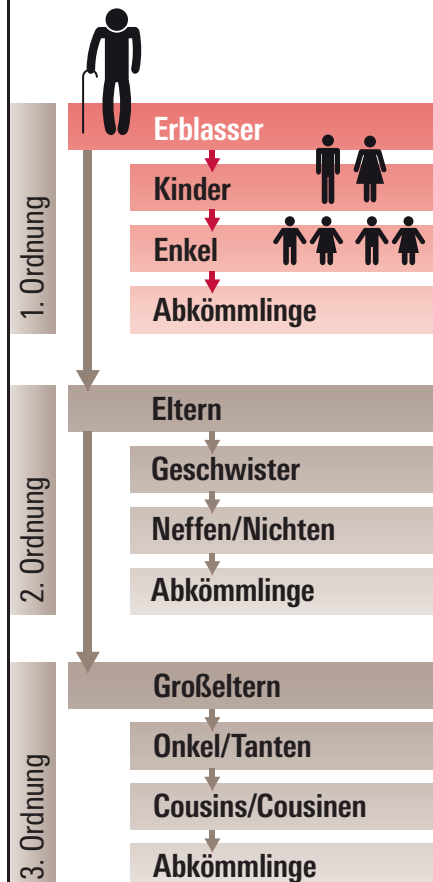 1. Ordnung
Erblasser
Kinder
Enkel
Abkömmlinge
2. Ordnung
Eltern
Geschwister
Neffen/Nichten
Abkömmlinge
3. Ordnung
Großeltern
Onkel/Tanten
Cousins/Cousinen
Abkömmlinge